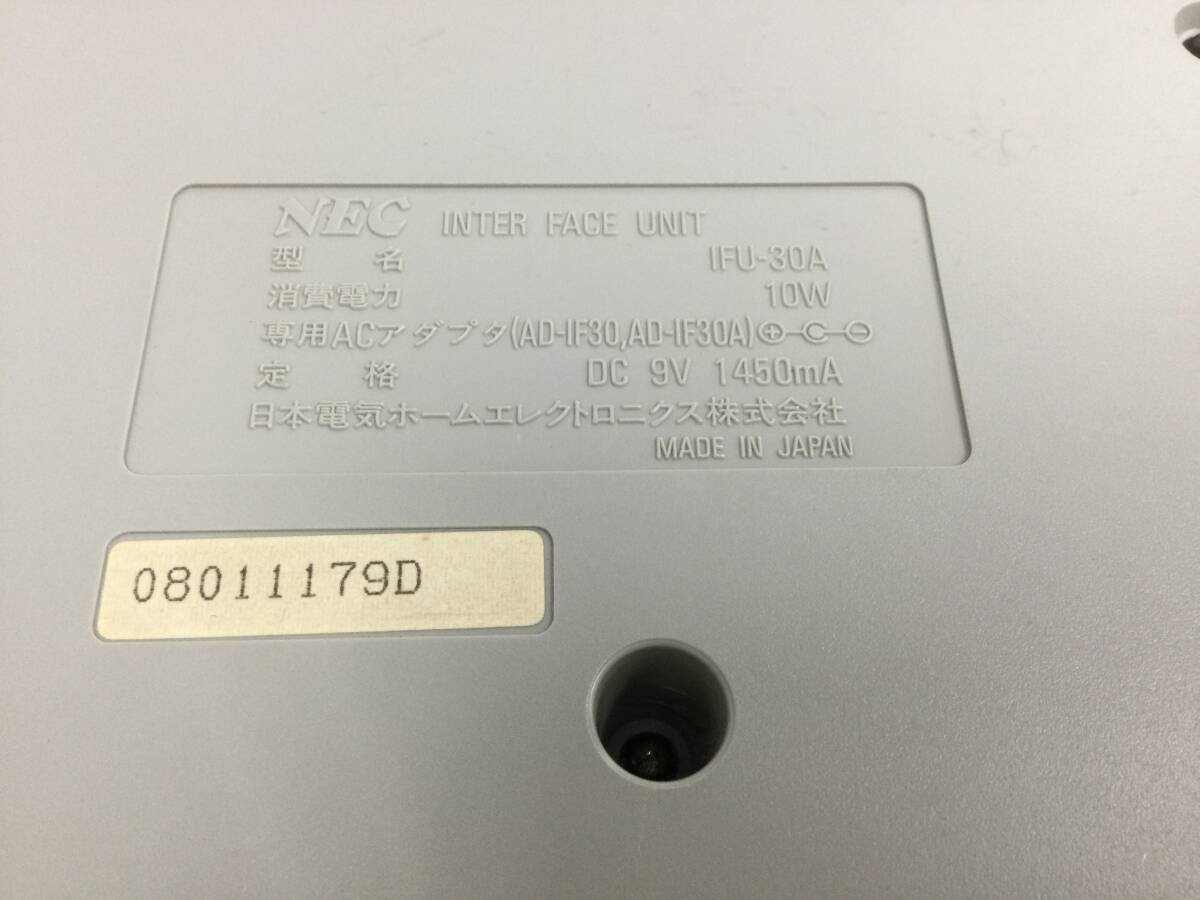 NEC INTER FACE UNIT
型名 IFU-30A
消費電力 10W
専用ACアダプタ(AD-IF30,AD-IF30A)
定格 DC 9V 1450mA
日本電気ホームエレクトロニクス株式会社
MADE IN JAPAN
08011179D